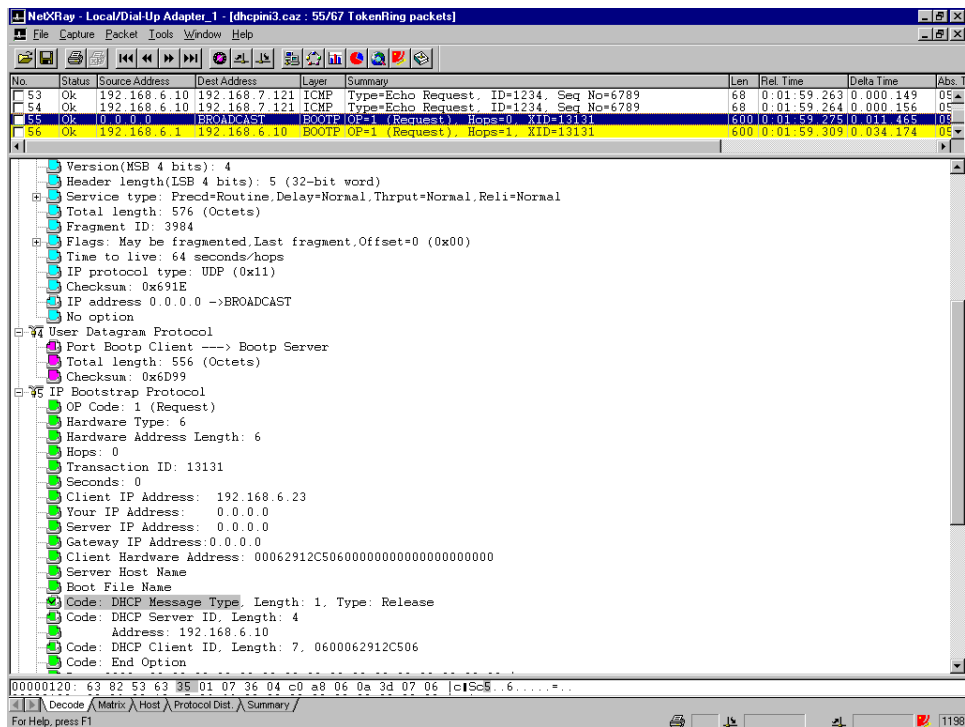 NetXRay - Local/Dial-Up Adapter_1 - [dhcpini3.caz : 55/67 TokenRing packets]
File Capture Packet Tools Window Help
No. Status Source Address Dest Address Layer Summary Len Rel. Time Delta Time Abs. T
53 Ok 192.168.6.10 192.168.7.121 ICMP Type=Echo Request, ID=1234, Seq No=6789 68 0:01:59.263 0.000.149 05
54 Ok 192.168.6.10 192.168.7.121 ICMP Type=Echo Request, ID=1234, Seq No=6789 68 0:01:59.264 0.000.156 05
55 Ok 0.0.0.0 BROADCAST BOOTP OP=1 (Request), Hops=0, XID=13131 600 0:01:59.275 0.011.465 05
56 Ok 192.168.6.1 192.168.6.10 BOOTP OP=1 (Request), Hops=1, XID=13131 600 0:01:59.309 0.034.174 05
Version(MSB 4 bits): 4
Header length(LSB 4 bits): 5 (32-bit word)
Service type: Precd=Routine,Delay=Normal,Thrput=Normal,Reli=Normal
Total length: 576 (Octets)
Fragment ID: 3984
Flags: May be fragmented,Last fragment,Offset=0 (0x00)
Time to live: 64 seconds/hops
IP protocol type: UDP (0x11)
Checksum: 0x691E
IP address 0.0.0.0 ->BROADCAST
No option
User Datagram Protocol
Port Bootp Client ---> Bootp Server
Total length: 556 (Octets)
Checksum: 0x6D99
IP Bootstrap Protocol
OP Code: 1 (Request)
Hardware Type: 6
Hardware Address Length: 6
Hops: 0
Transaction ID: 13131
Seconds: 0
Client IP Address: 192.168.6.23
Your IP Address: 0.0.0.0
Server IP Address: 0.0.0.0
Gateway IP Address:0.0.0.0
Client Hardware Address: 00062912C50600000000000000000000
Server Host Name
Boot File Name
Code: DHCP Message Type, Length: 1, Type: Release
Code: DHCP Server ID, Length: 4
Address: 192.168.6.10
Code: DHCP Client ID, Length: 7, 0600062912C506
Code: End Option
00000120: 63 82 53 63 35 01 07 36 04 c0 a8 06 0a 3d 07 06 |c‖Sc5..6.....=..
Decode Matrix Host Protocol Dist. Summary
For Help, press F1 1198